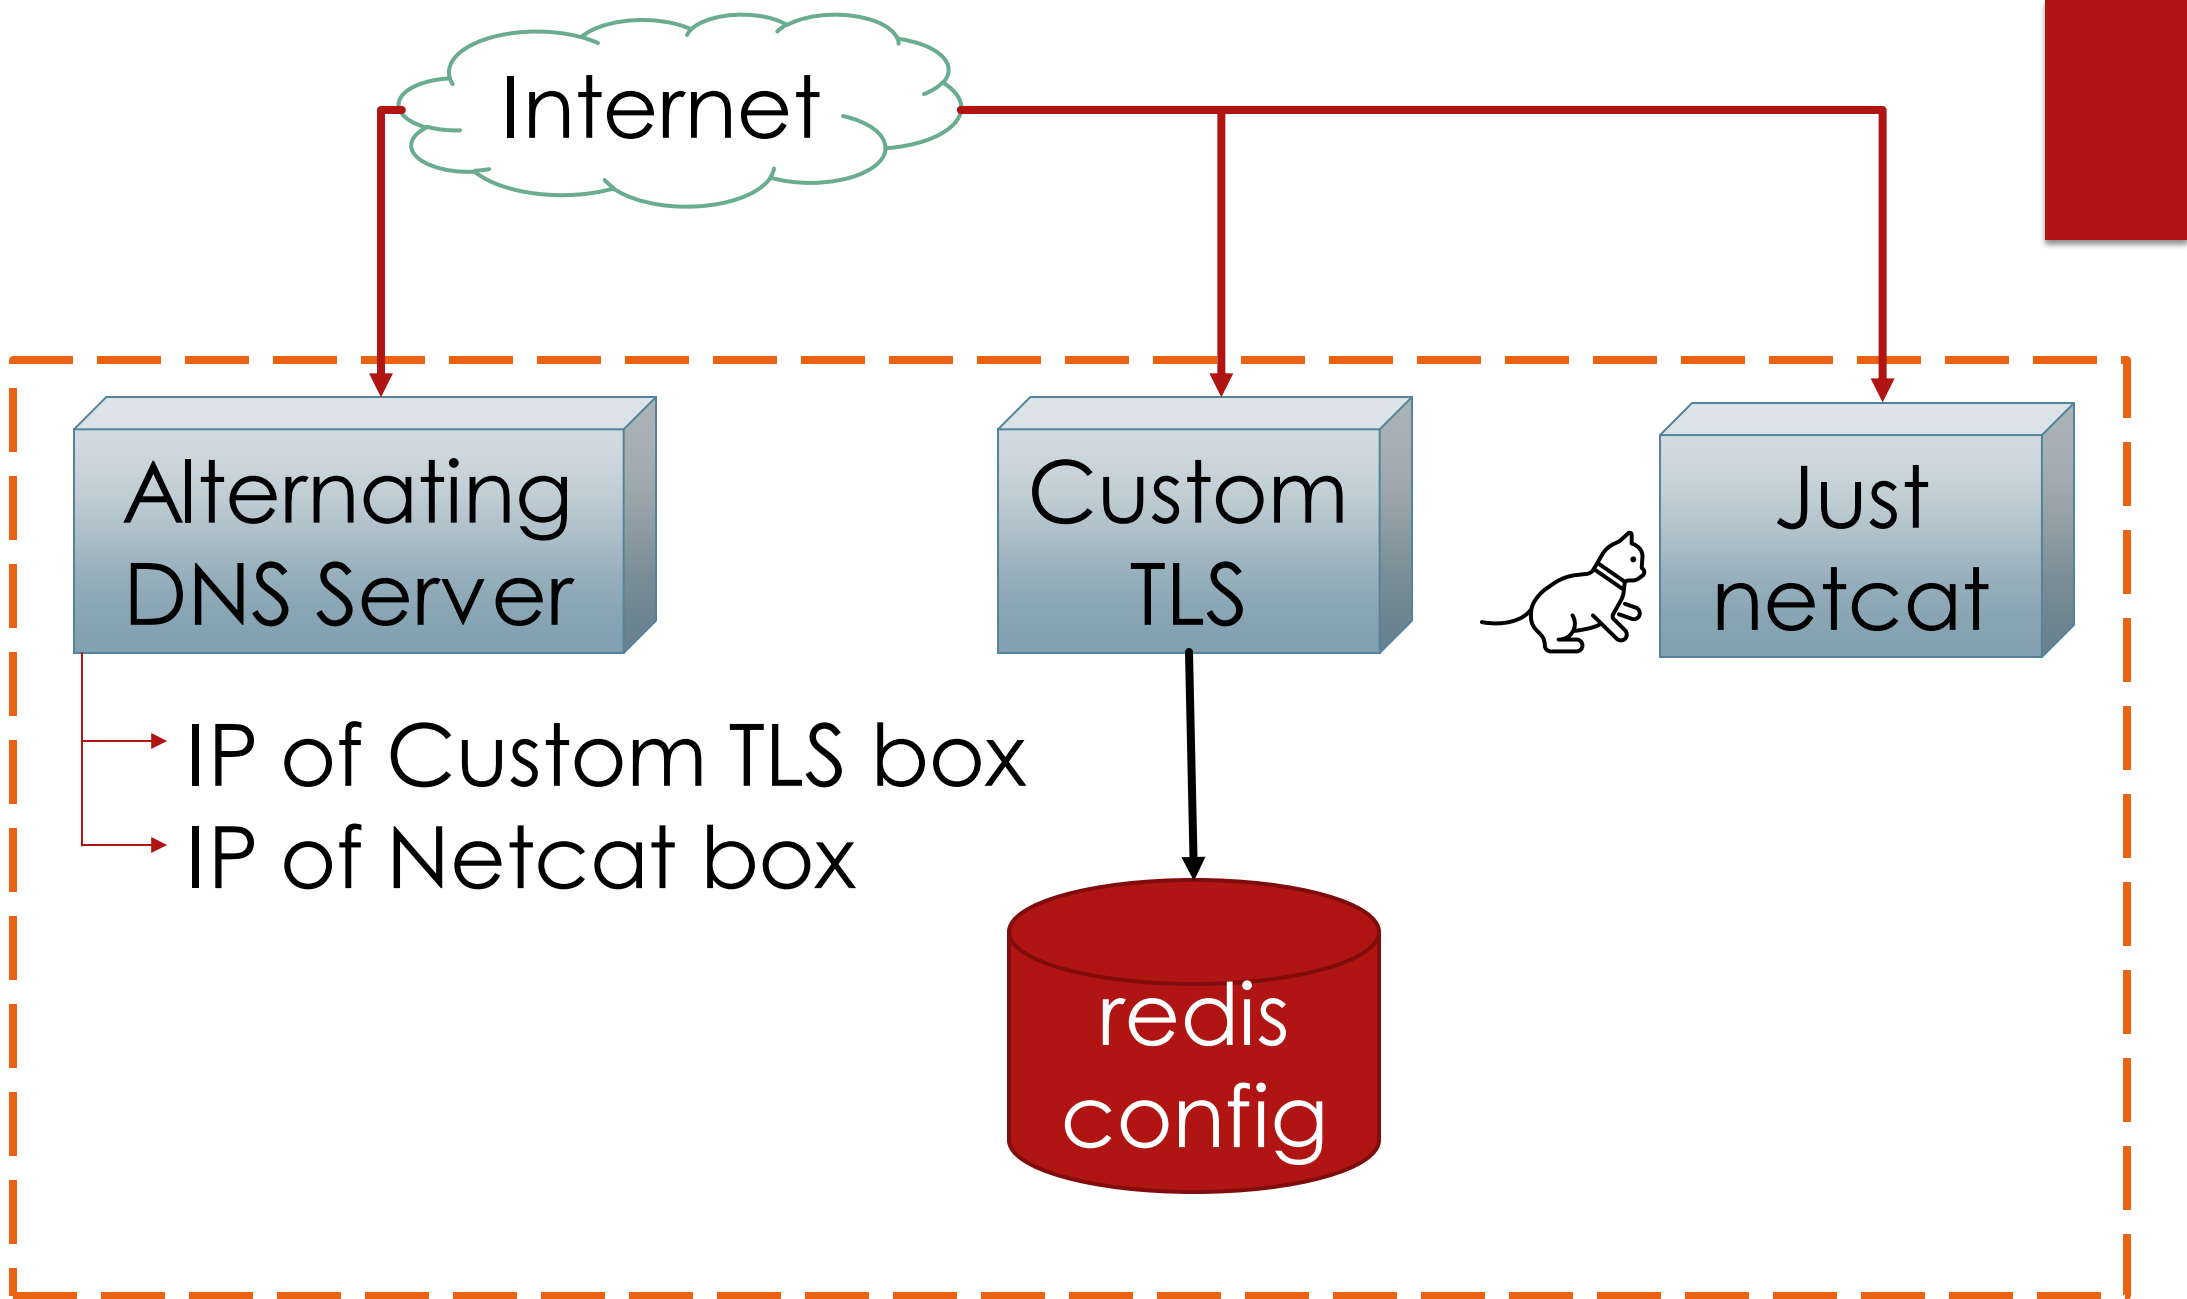 Internet
Alternating
DNS Server
Custom
TLS
Just
netcat
IP of Custom TLS box
IP of Netcat box
redis
config